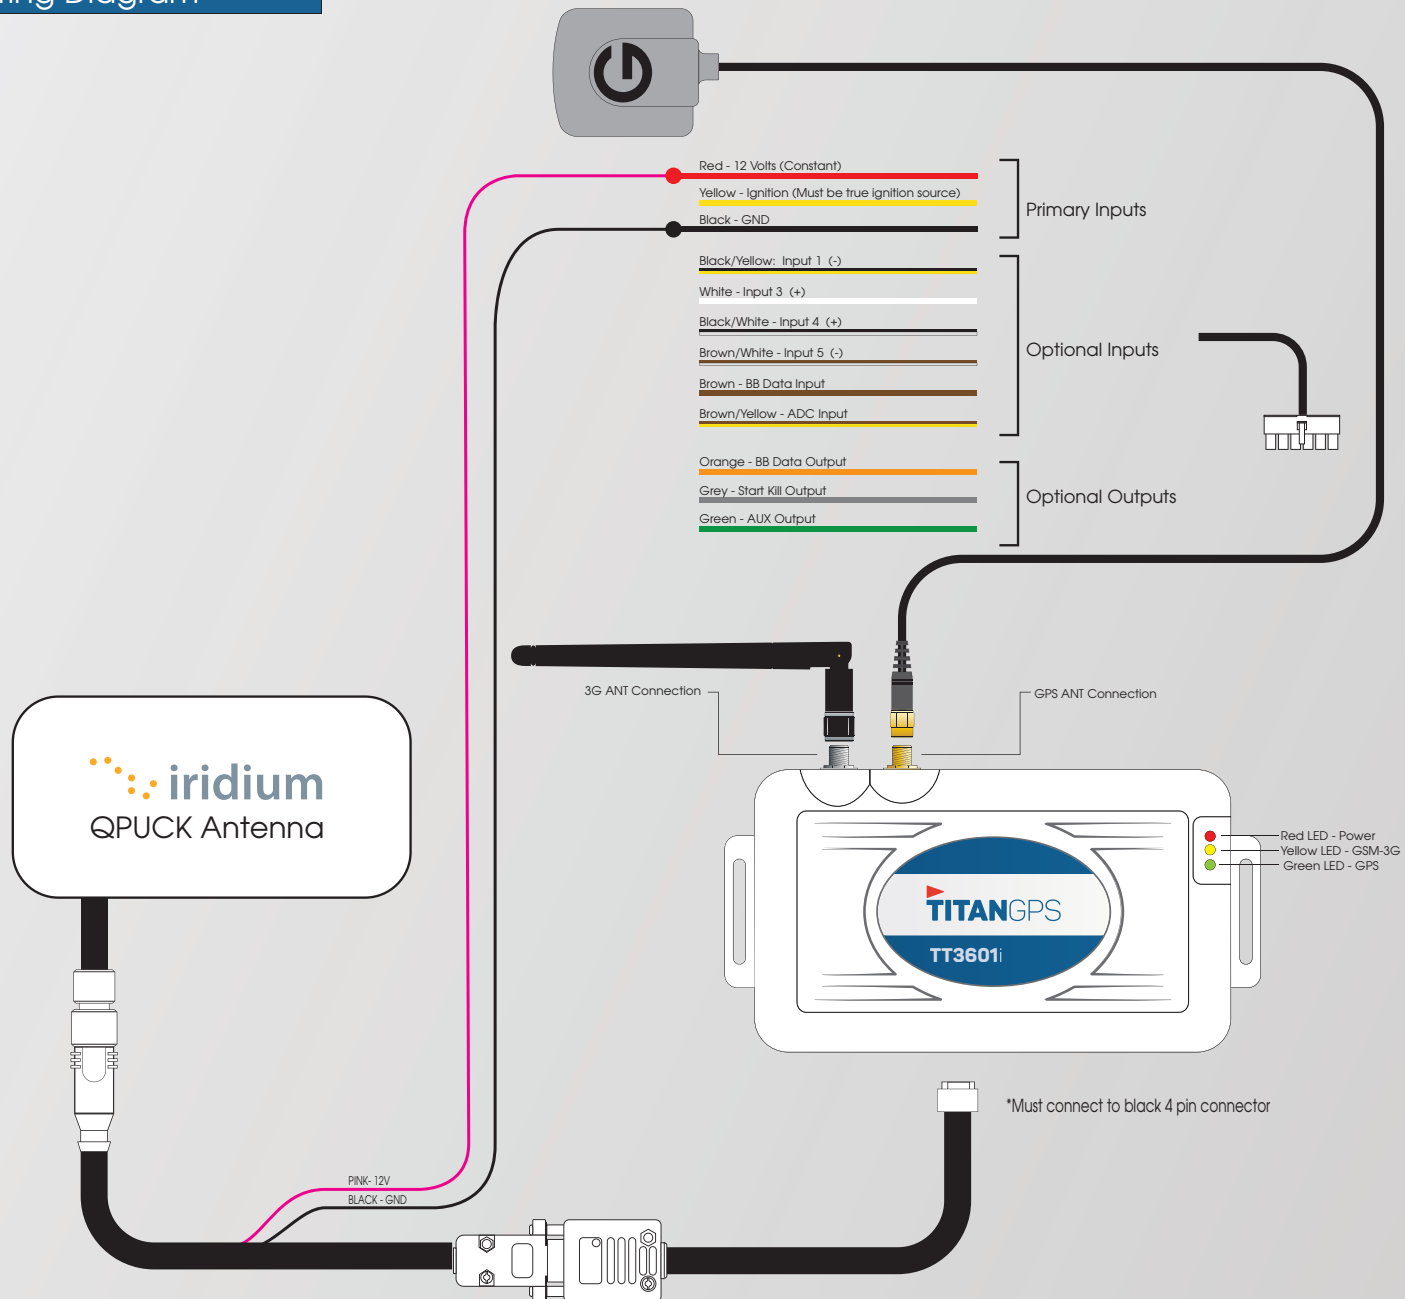 Diagram
Red - 12 Volts (Constant)
Yellow - Ignition (Must be true ignition source)
Black - GND
Primary Inputs
Black/Yellow: Input 1 (-)
White - Input 3 (+)
Black/White - Input 4 (+)
Brown/White - Input 5 (-)
Brown - BB Data Input
Brown/Yellow - ADC Input
Optional Inputs
Orange - BB Data Output
Grey - Start Kill Output
Green - AUX Output
Optional Outputs
3G ANT Connection
GPS ANT Connection
iridium
QPUCK Antenna
Red LED - Power
Yellow LED - GSM-3G
Green LED - GPS
TITANGPS
TT3601i
*Must connect to black 4 pin connector
PINK- 12V
BLACK - GND